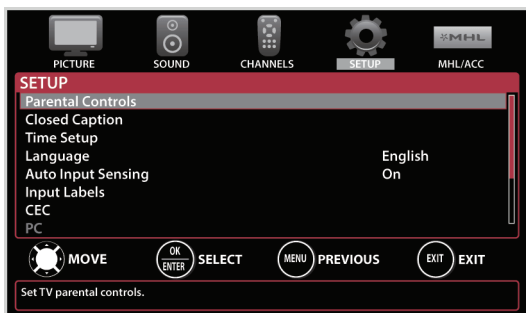 MHL
PICTURE SOUND CHANNELS SETUP MHL/ACC
SETUP
Parental Controls
Closed Caption
Time Setup
Language English
Auto Input Sensing On
Input Labels
CEC
PC
MOVE OK ENTER SELECT MENU PREVIOUS EXIT EXIT
Set TV parental controls.